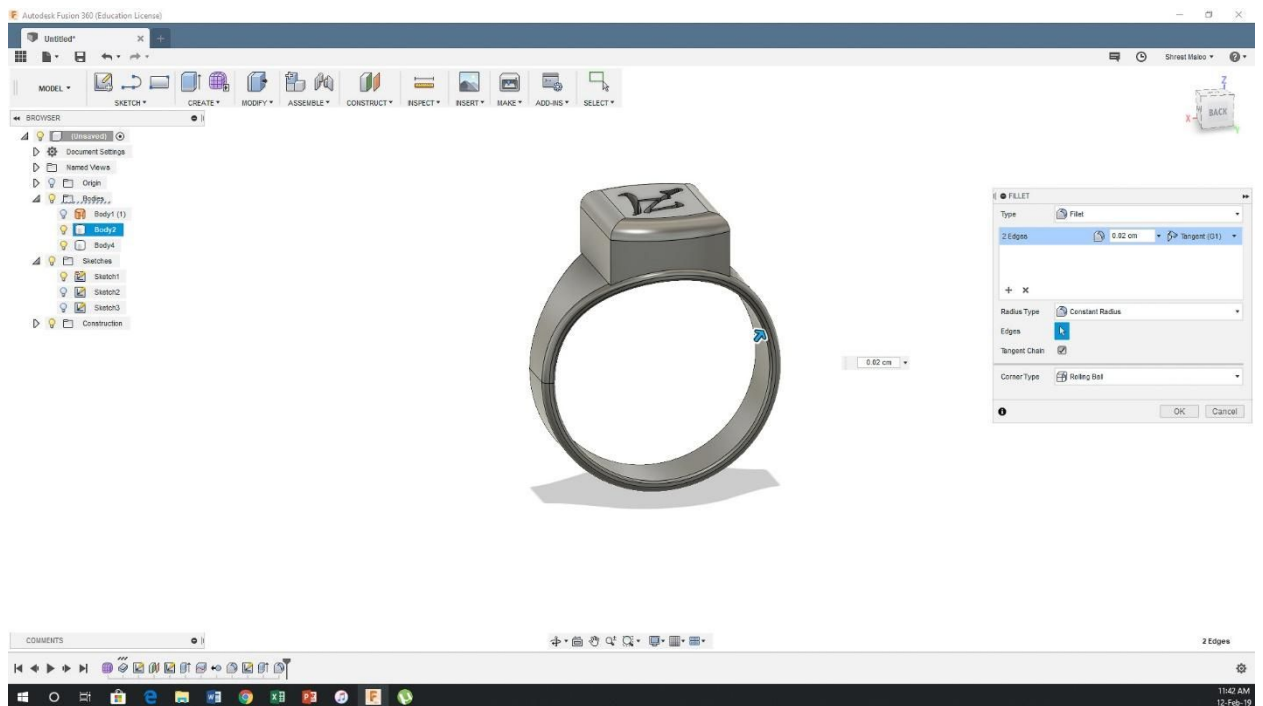 Autodesk Fusion 360 (Education License)
Untitled*
Shrest Maloo
MODEL
SKETCH
CREATE
MODIFY
ASSEMBLE
CONSTRUCT
INSPECT
INSERT
MAKE
ADD-INS
SELECT
Z
BACK
X
Y
BROWSER
(Unsaved)
Document Settings
Named Views
Origin
Bodies
Body1 (1)
Body2
Body4
Sketches
Sketch1
Sketch2
Sketch3
Construction
0.02 cm
FILLET
Type Fillet
2 Edges 0.02 cm Tangent (G1)
Radius Type Constant Radius
Edges
Tangent Chain
Corner Type Rolling Ball
OK Cancel
COMMENTS
2 Edges
11:42 AM
12-Feb-19